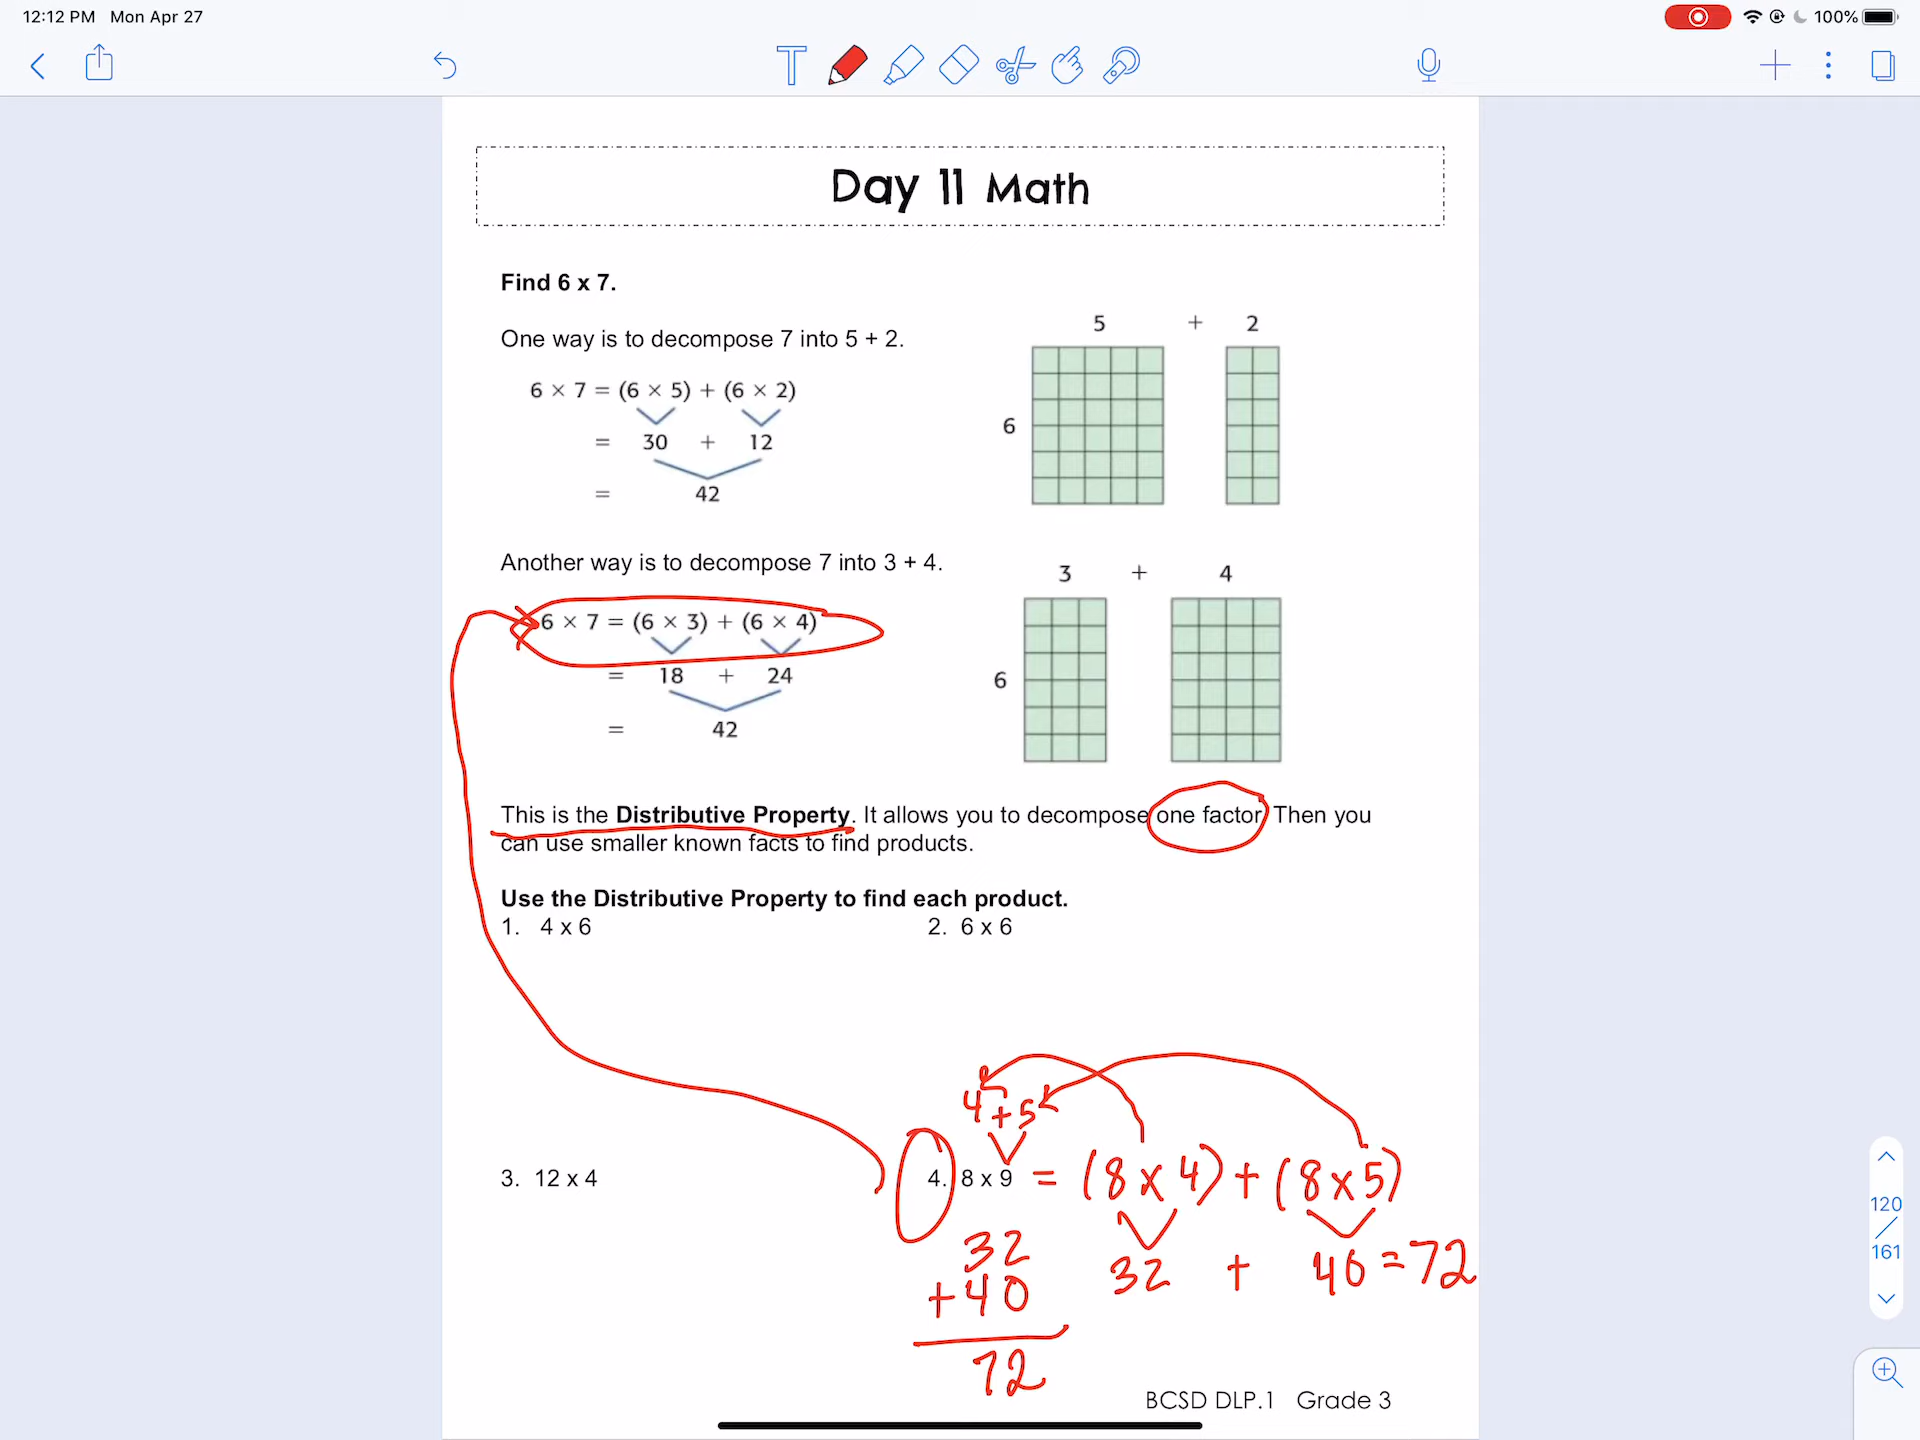 12:12 PM Mon Apr 27
100%
Day 11 Math
Find 6 x 7.
One way is to decompose 7 into 5 + 2.
6 × 7 = (6 × 5) + (6 × 2)
= 30 + 12
= 42
5 + 2
6
Another way is to decompose 7 into 3 + 4.
6 × 7 = (6 × 3) + (6 × 4)
= 18 + 24
= 42
3 + 4
6
This is the Distributive Property. It allows you to decompose one factor. Then you
can use smaller known facts to find products.
Use the Distributive Property to find each product.
1. 4 x 6
2. 6 x 6
3. 12 x 4
4 + 5
4. 8 x 9 = (8 x 4) + (8 x 5)
32 + 40 = 72
32
+ 40
72
BCSD DLP.1 Grade 3
120
/
161